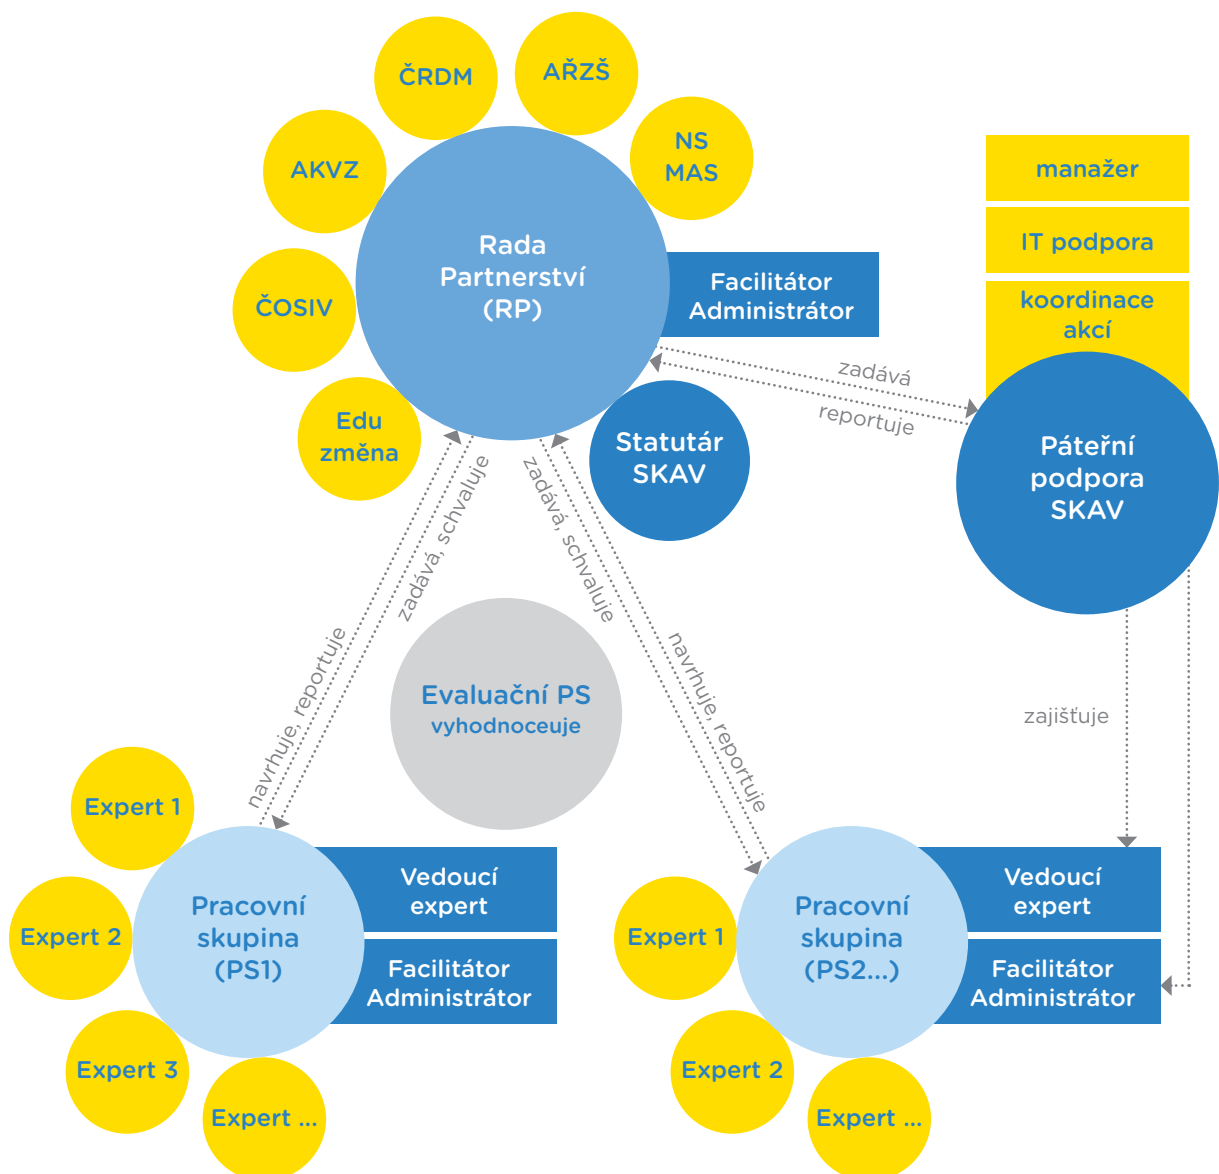 ČRDM
AŘZŠ
AKVZ
NS
MAS
ČOSIV
Edu
změna
Rada
Partnerství
(RP)
Facilitátor
Administrátor
Statutár
SKAV
manažer
IT podpora
koordinace
akcí
Páteřní
podpora
SKAV
zadává
reportuje
navrhuje, reportuje
zadává, schvaluje
zadává, schvaluje
navrhuje, reportuje
Evaluační PS
vyhodnoceuje
zajišťuje
Expert 1
Expert 2
Expert 3
Expert ...
Pracovní
skupina
(PS1)
Vedoucí
expert
Facilitátor
Administrátor
Expert 1
Expert 2
Expert ...
Pracovní
skupina
(PS2...)
Vedoucí
expert
Facilitátor
Administrátor